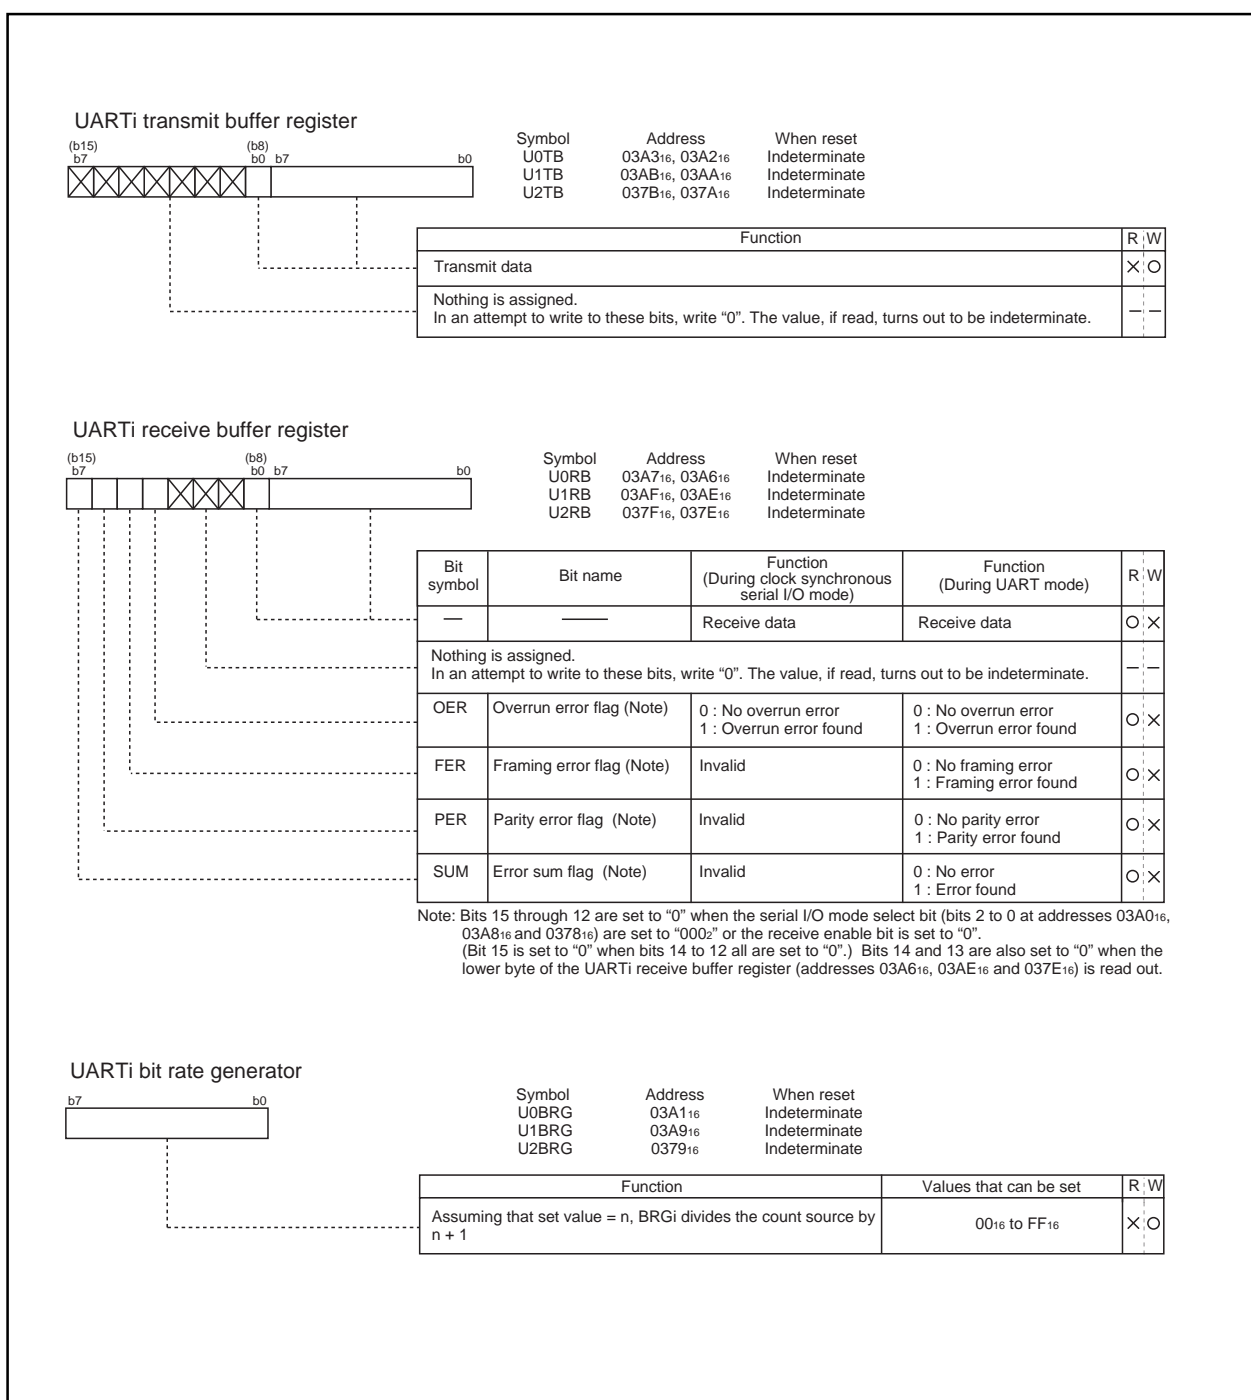 UARTi transmit buffer register
(b15) (b8)
b7 b0 b7 b0
Symbol Address When reset
U0TB 03A316, 03A216 Indeterminate
U1TB 03AB16, 03AA16 Indeterminate
U2TB 037B16, 037A16 Indeterminate
Function R W
Transmit data
Nothing is assigned.
In an attempt to write to these bits, write “0”. The value, if read, turns out to be indeterminate.
UARTi receive buffer register
(b15) (b8)
b7 b0 b7 b0
Symbol Address When reset
U0RB 03A716, 03A616 Indeterminate
U1RB 03AF16, 03AE16 Indeterminate
U2RB 037F16, 037E16 Indeterminate
Bit symbol Bit name Function (During clock synchronous serial I/O mode) Function (During UART mode) R W
Receive data Receive data
Nothing is assigned.
In an attempt to write to these bits, write “0”. The value, if read, turns out to be indeterminate.
OER Overrun error flag (Note) 0 : No overrun error 0 : No overrun error
1 : Overrun error found 1 : Overrun error found
FER Framing error flag (Note) Invalid 0 : No framing error
1 : Framing error found
PER Parity error flag (Note) Invalid 0 : No parity error
1 : Parity error found
SUM Error sum flag (Note) Invalid 0 : No error
1 : Error found
Note: Bits 15 through 12 are set to “0” when the serial I/O mode select bit (bits 2 to 0 at addresses 03A016,
03A816 and 037816) are set to “0002” or the receive enable bit is set to “0”.
(Bit 15 is set to “0” when bits 14 to 12 all are set to “0”.) Bits 14 and 13 are also set to “0” when the
lower byte of the UARTi receive buffer register (addresses 03A616, 03AE16 and 037E16) is read out.
UARTi bit rate generator
b7 b0
Symbol Address When reset
U0BRG 03A116 Indeterminate
U1BRG 03A916 Indeterminate
U2BRG 037916 Indeterminate
Function Values that can be set R W
Assuming that set value = n, BRGi divides the count source by
n + 1 0016 to FF16